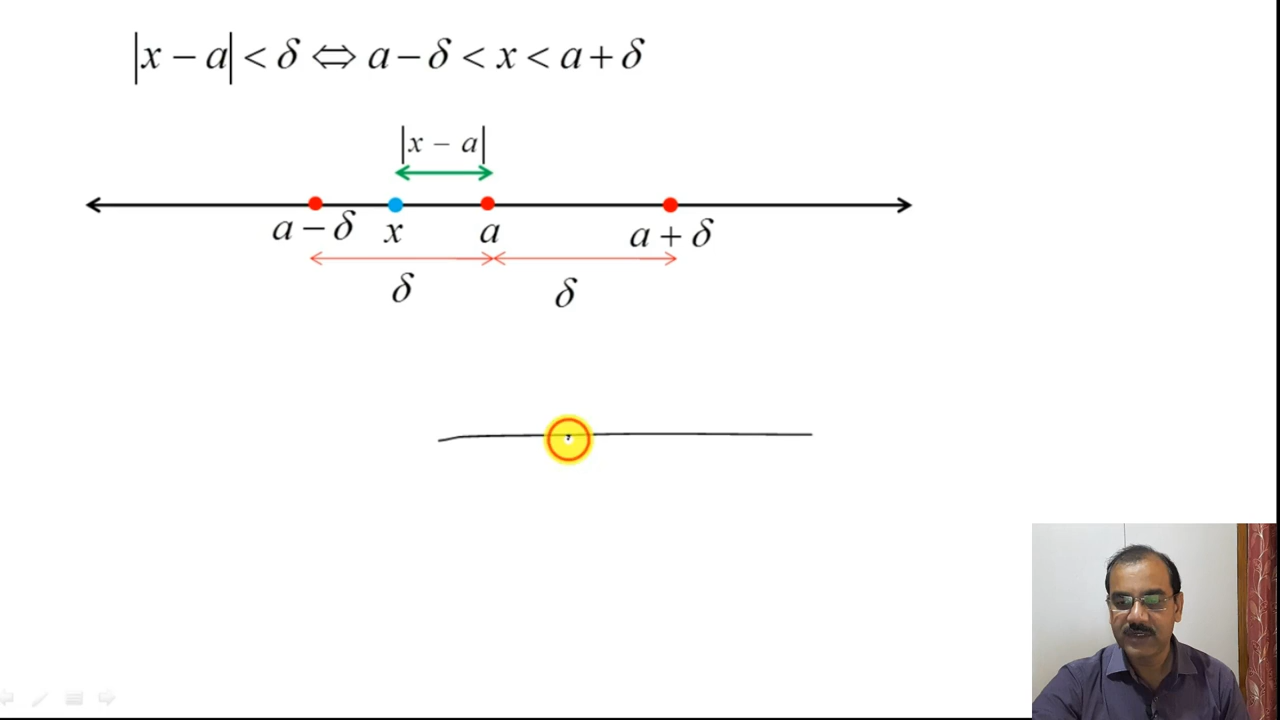 |x − a| < δ ⇔ a − δ < x < a + δ
|x − a|
a − δ x a a + δ
δ δ